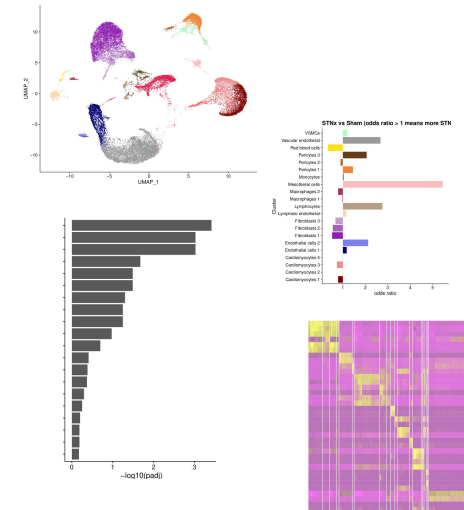 10
5
0
−5
−10
UMAP_2
−10
−5
0
5
10
UMAP_1
STNx vs Sham (odds ratio > 1 means more STN
VSMCs
Vascular endothelial
Red blood cells
Pericytes 3
Pericytes 2
Pericytes 1
Monocytes
Mesothelial cells
Macrophages 2
Macrophages 1
Lymphocytes
Lymphatic endothelial
Fibroblasts 3
Fibroblasts 2
Fibroblasts 1
Endothelial cells 2
Endothelial cells 1
Cardiomyocytes 4
Cardiomyocytes 3
Cardiomyocytes 2
Cardiomyocytes 1
Cluster
1
2
3
4
5
6
odds ratio
0
1
2
3
−log10(padj)